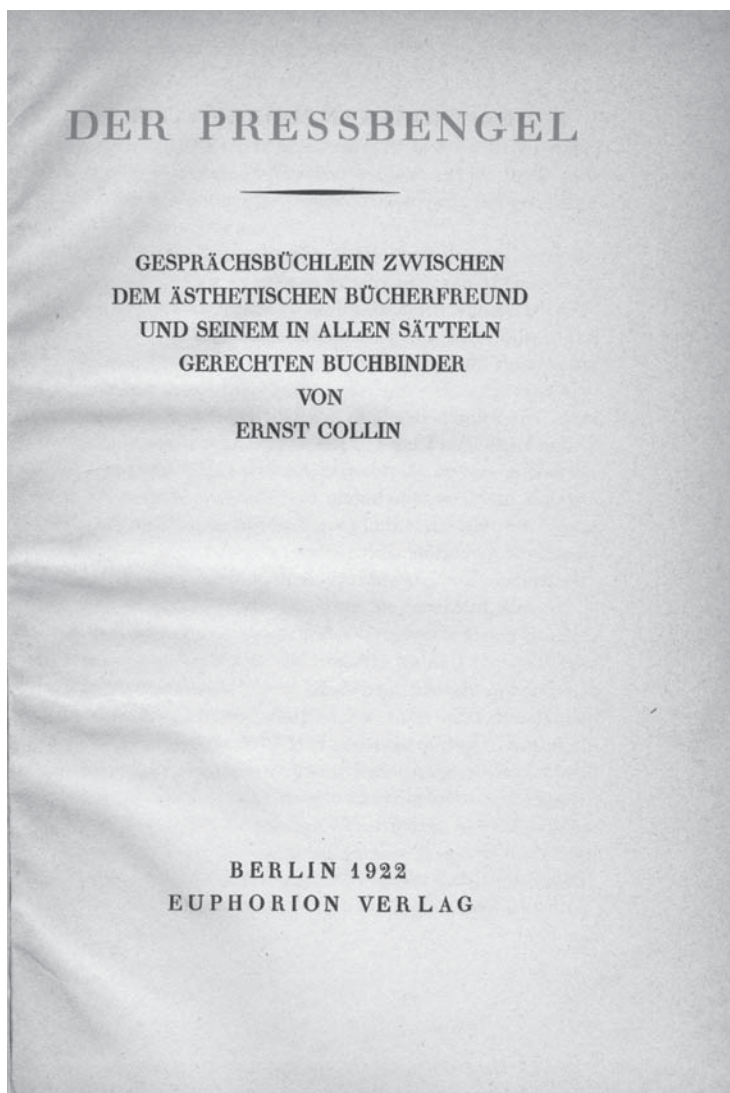 DER PRESSBENGEL
GESPRÄCHSBÜCHLEIN ZWISCHEN
DEM ÄSTHETISCHEN BÜCHERFREUND
UND SEINEM IN ALLEN SÄTTELN
GERECHTEN BUCHBINDER
VON
ERNST COLLIN
BERLIN 1922
EUPHORION VERLAG